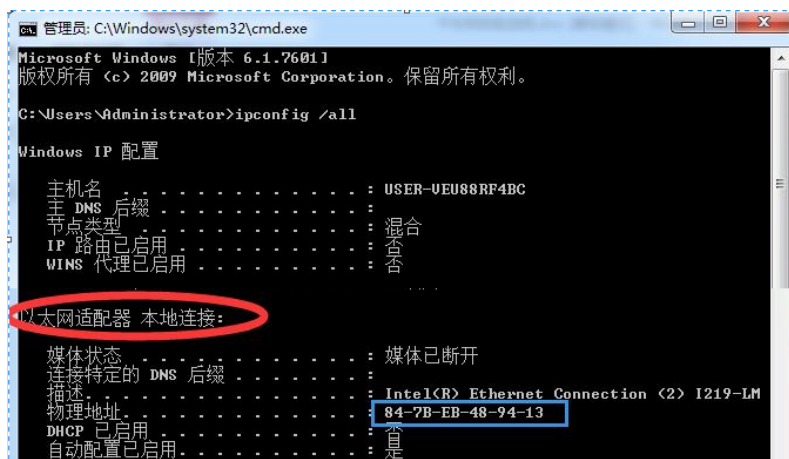 管理员: C:\Windows\system32\cmd.exe
Microsoft Windows [版本 6.1.7601]
版权所有 (c) 2009 Microsoft Corporation。保留所有权利。
C:\Users\Administrator>ipconfig /all
Windows IP 配置
主机名 . . . . . . . . . . . . . : USER-VEU88RF4BC
主 DNS 后缀 . . . . . . . . . . . :
节点类型 . . . . . . . . . . . . : 混合
IP 路由已启用 . . . . . . . . . . : 否
WINS 代理已启用 . . . . . . . . . : 否
以太网适配器 本地连接:
媒体状态 . . . . . . . . . . . . : 媒体已断开
连接特定的 DNS 后缀 . . . . . . . :
描述. . . . . . . . . . . . . . . : Intel(R) Ethernet Connection (2) I219-LM
物理地址. . . . . . . . . . . . . : 84-7B-EB-48-94-13
DHCP 已启用 . . . . . . . . . . . : 否
自动配置已启用. . . . . . . . . . : 是